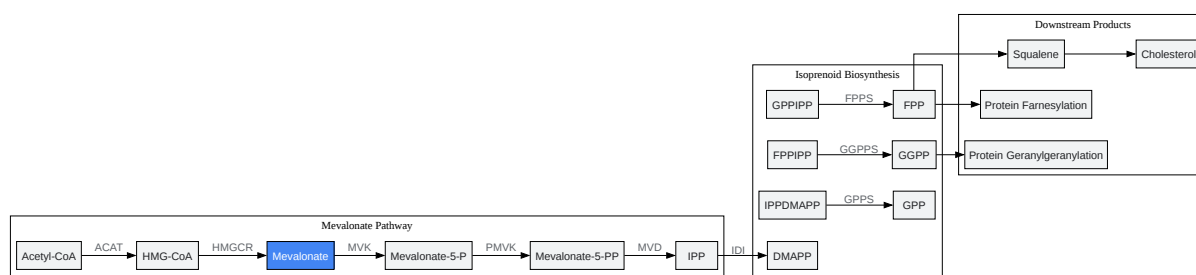 Downstream Products
Squalene
Cholesterol
Isoprenoid Biosynthesis
GPPIPP
FPPS
FPP
Protein Farnesylation
FPPIPP
GGPPS
GGPP
Protein Geranylgeranylation
IPPDMAPP
GPPS
GPP
Mevalonate Pathway
Acetyl-CoA
ACAT
HMG-CoA
HMGCR
Mevalonate
MVK
Mevalonate-5-P
PMVK
Mevalonate-5-PP
MVD
IPP
IDI
DMAPP